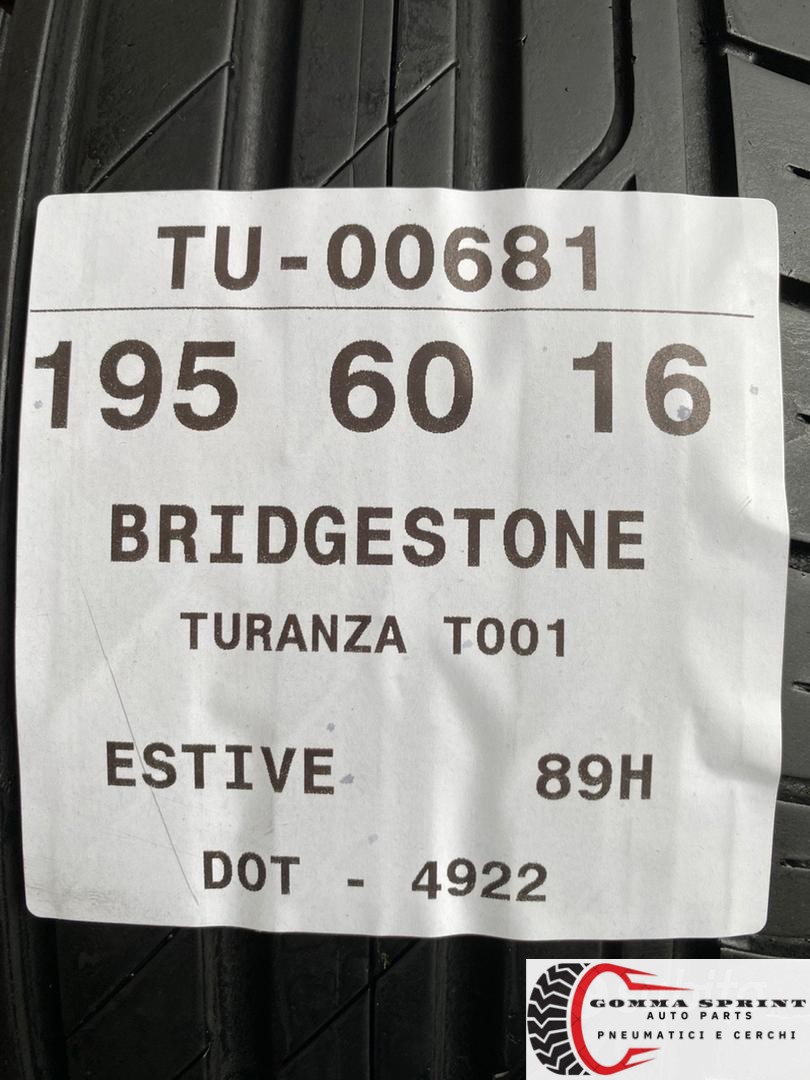 TU-00681
195 60 16
BRIDGESTONE
TURANZA T001
ESTIVE 89H
DOT - 4922
GOMMA SPRINT
AUTO PARTS
PNEUMATICI E CERCHI